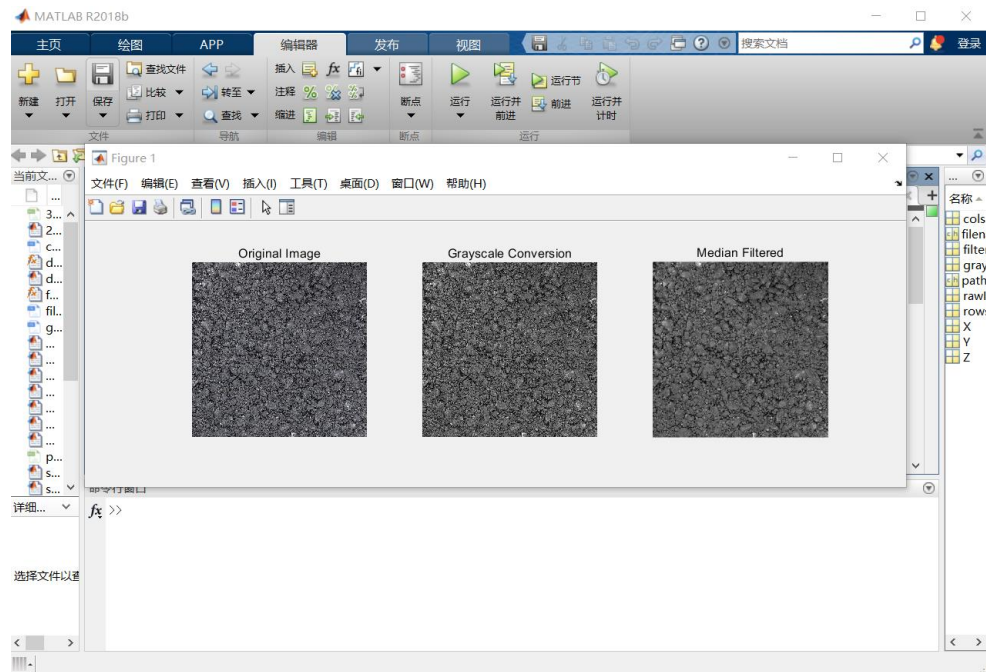 MATLAB R2018b
主页 绘图 APP 编辑器 发布 视图 搜索文档 登录
查找文件 插入 fx
新建 打开 保存 比较 转至 注释 断点 运行 运行并前进 运行节 前进 运行并计时
打印 查找 缩进
文件 导航 编辑 断点 运行
Figure 1
当前文... ...
文件(F) 编辑(E) 查看(V) 插入(I) 工具(T) 桌面(D) 窗口(W) 帮助(H)
名称
...
3...
2...
c...
d...
d...
f...
fil...
g...
...
...
...
...
...
...
...
p...
s...
s...
Original Image Grayscale Conversion Median Filtered
cols
filen
filte
gray
path
rawI
rows
X
Y
Z
命令行窗口
详细...
fx >>
选择文件以查